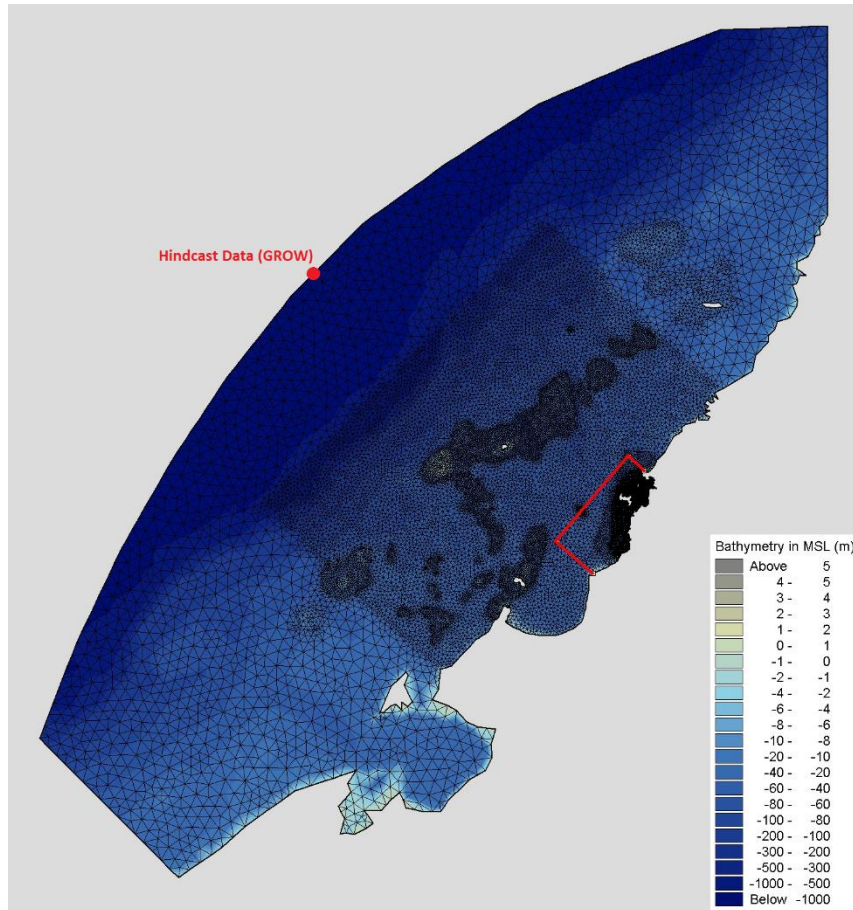 Hindcast Data (GROW)
Bathymetry in MSL (m)
Above 5
4 - 5
3 - 4
2 - 3
1 - 2
0 - 1
-1 - 0
-2 - -1
-4 - -2
-6 - -4
-8 - -6
-10 - -8
-20 - -10
-40 - -20
-60 - -40
-80 - -60
-100 - -80
-200 - -100
-300 - -200
-500 - -300
-1000 - -500
Below -1000